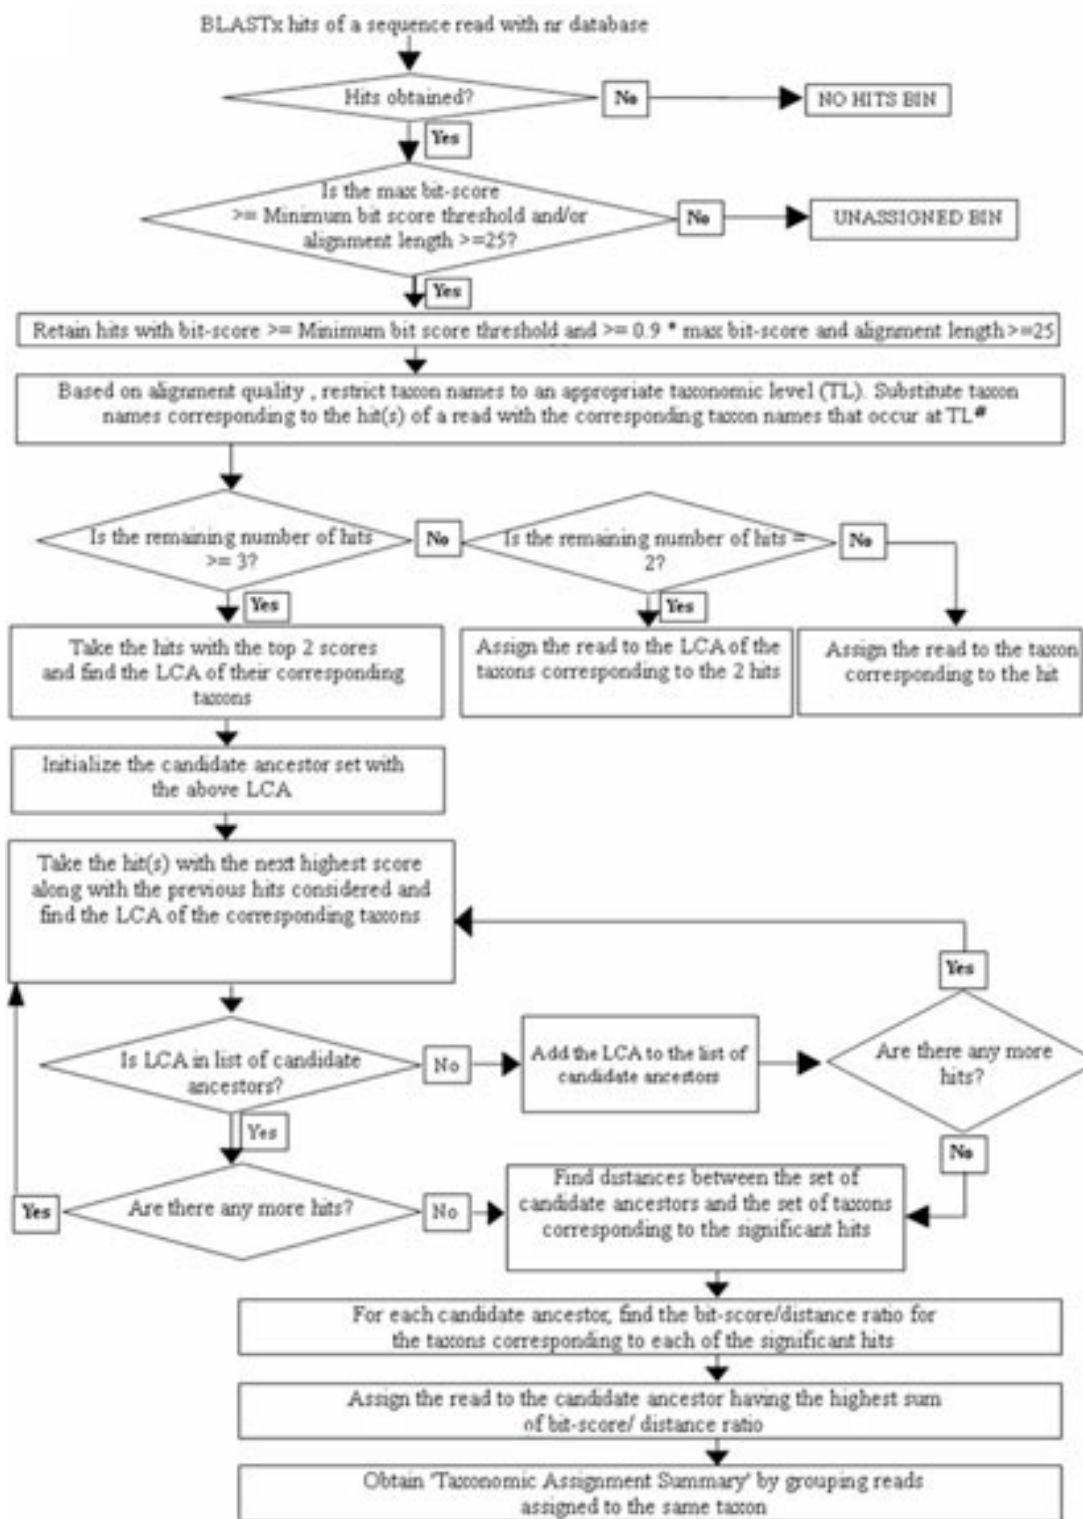 BLASTx hits of a sequence read with nr database
Hits obtained?
No
NO HITS BIN
Yes
Is the max bit-score
>= Minimum bit score threshold and/or
alignment length >=25?
No
UNASSIGNED BIN
Yes
Retain hits with bit-score >= Minimum bit score threshold and >= 0.9 * max bit-score and alignment length >=25
Based on alignment quality , restrict taxon names to an appropriate taxonomic level (TL). Substitute taxon
names corresponding to the hit(s) of a read with the corresponding taxon names that occur at TL#
Is the remaining number of hits
>= 3?
No
Is the remaining number of hits =
2?
No
Yes
Yes
Take the hits with the top 2 scores
and find the LCA of their corresponding
taxons
Assign the read to the LCA of the
taxons corresponding to the 2 hits
Assign the read to the taxon
corresponding to the hit
Initialize the candidate ancestor set with
the above LCA
Take the hit(s) with the next highest score
along with the previous hits considered and
find the LCA of the corresponding taxons
Yes
Is LCA in list of candidate
ancestors?
No
Add the LCA to the list of
candidate ancestors
Are there any more
hits?
Yes
No
Yes
Are there any more hits?
No
Find distances between the set of
candidate ancestors and the set of taxons
corresponding to the significant hits
For each candidate ancestor, find the bit-score/distance ratio for
the taxons corresponding to each of the significant hits
Assign the read to the candidate ancestor having the highest sum
of bit-score/ distance ratio
Obtain 'Taxonomic Assignment Summary' by grouping reads
assigned to the same taxon